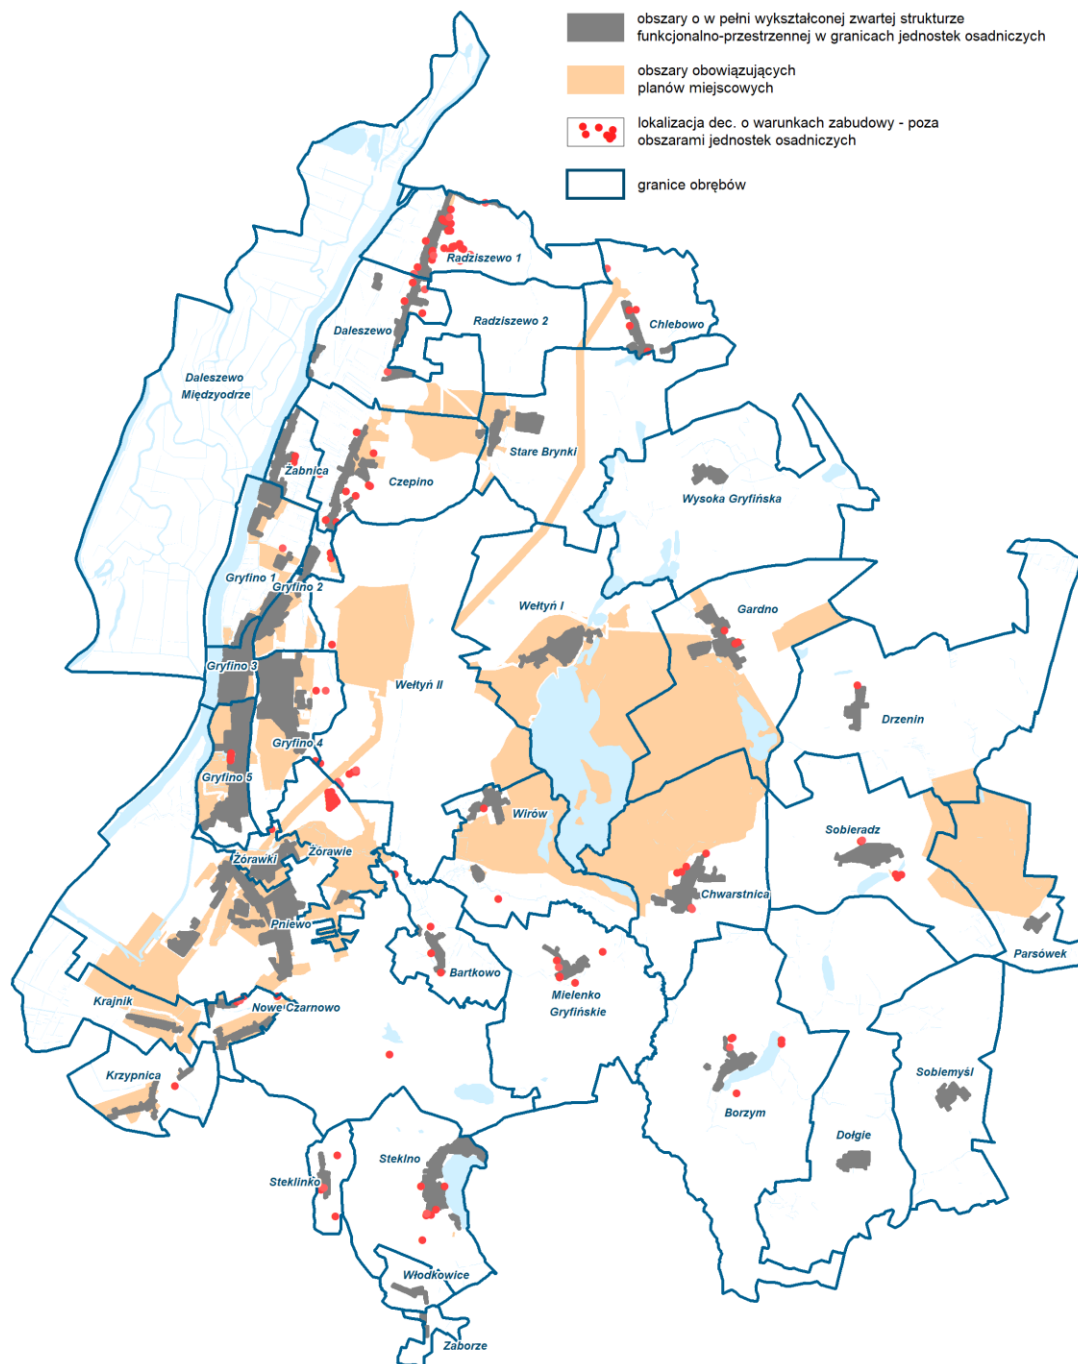 obszary o w pełni wykształconej zwartej strukturze
funkcjonalno-przestrzennej w granicach jednostek osadniczych
obszary obowiązujących
planów miejscowych
lokalizacja dec. o warunkach zabudowy - poza
obszarami jednostek osadniczych
granice obrębów
Radziszewo 1
Radziszewo 2
Chlebowo
Daleszewo
Daleszewo
Międzyodrze
Stare Brynki
Żabnica
Czepino
Wysoka Gryfińska
Gryfino 1
Gryfino 2
Wełtyń I
Gardno
Gryfino 3
Wełtyń II
Drzenin
Gryfino 4
Gryfino 5
Wirów
Sobieradz
Żórawki
Żórawie
Chwarstnica
Pniewo
Parsówek
Bartkowo
Krajnik
Nowe Czarnowo
Mielenko
Gryfińskie
Krzypnica
Sobiemyśl
Borzym
Dołgie
Steklno
Steklinko
Włodkowice
Zaborze